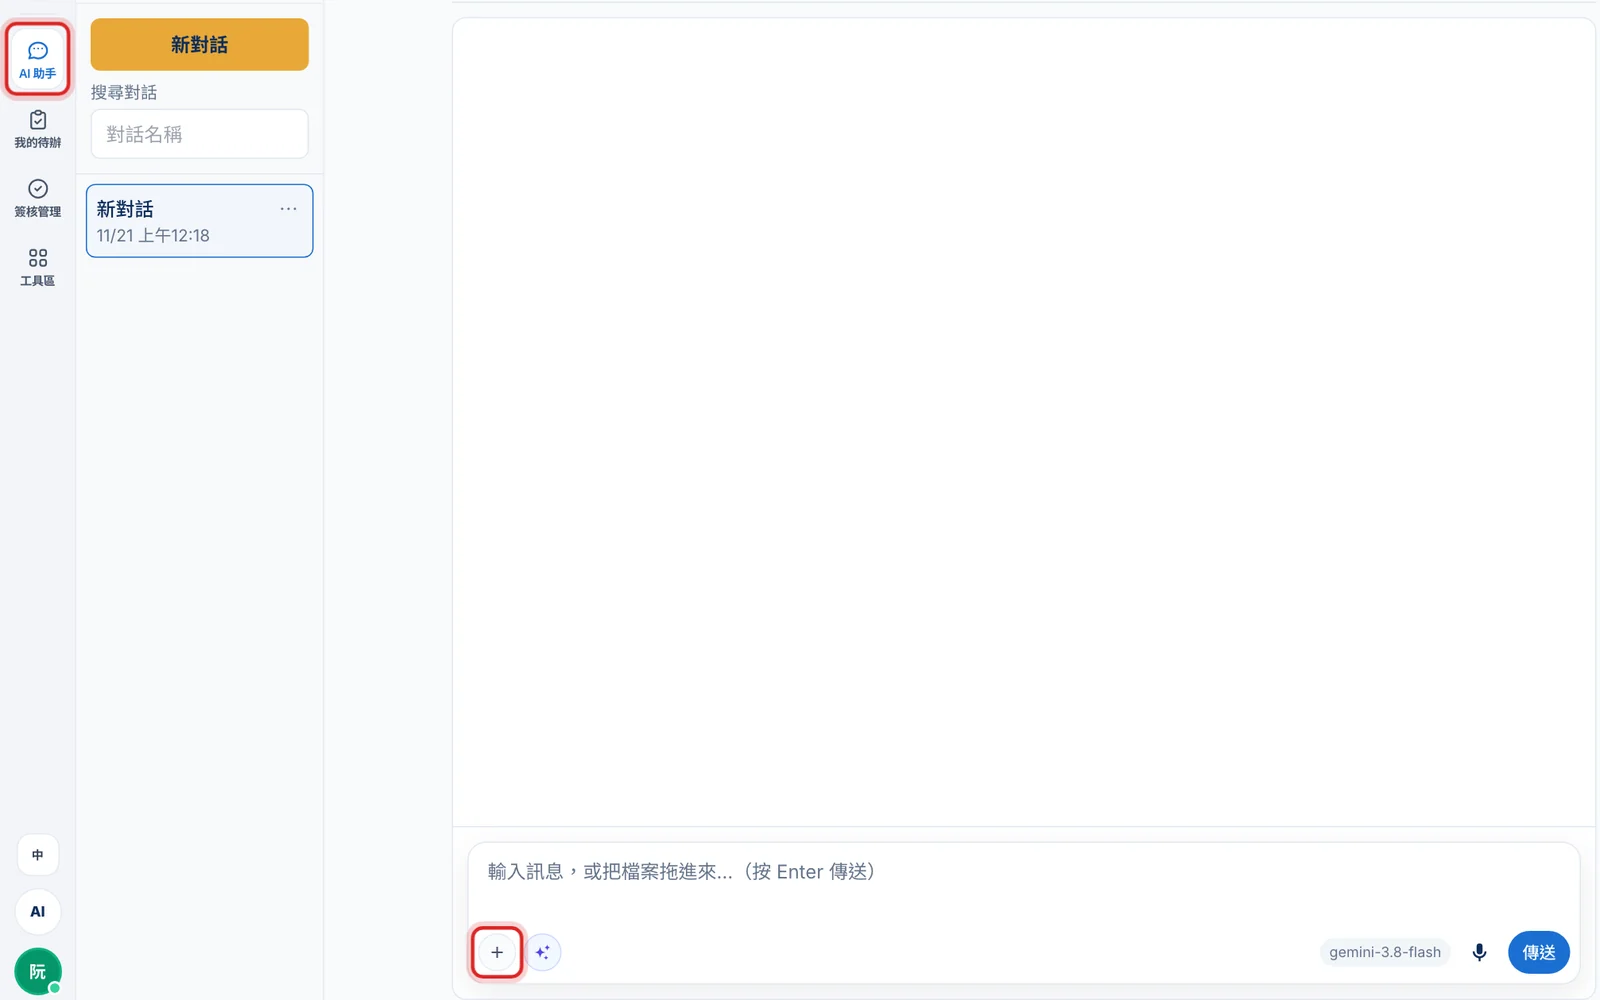 AI 助手
我的待辦
簽核管理
工具區
中
AI
阮
新對話
搜尋對話
對話名稱
新對話
11/21 上午12:18
輸入訊息，或把檔案拖進來...（按 Enter 傳送）
gemini-3.8-flash
傳送